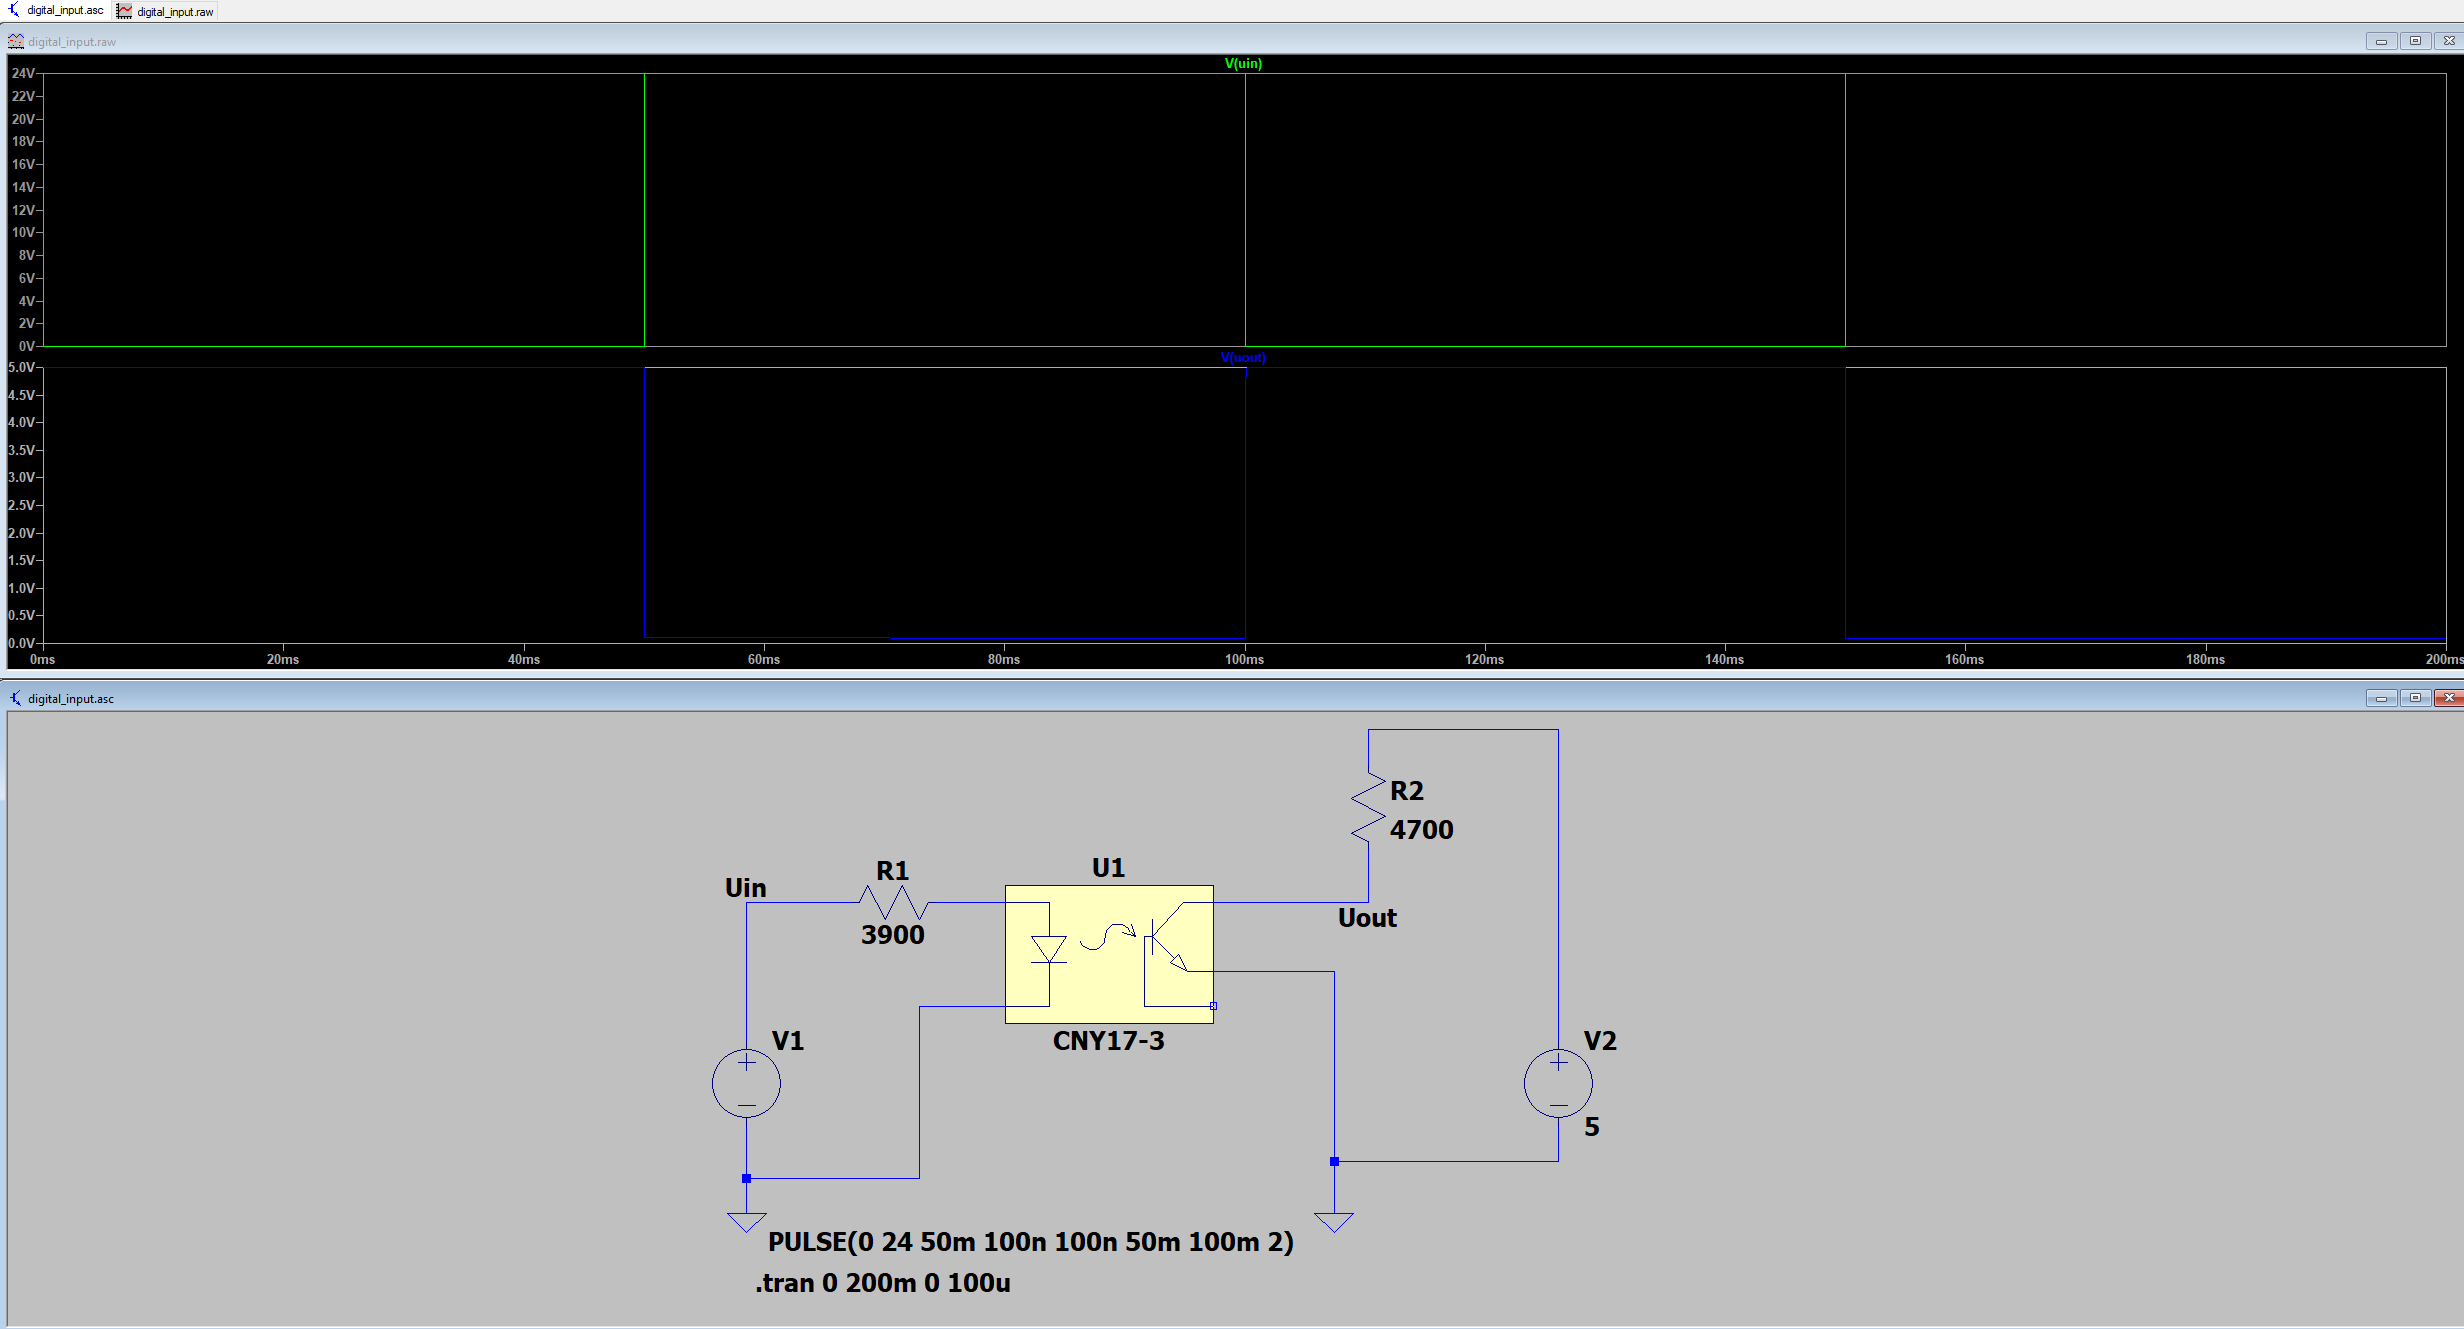 digital_input.asc digital_input.raw
digital_input.raw
V(uin)
24V
22V
20V
18V
16V
14V
12V
10V
8V
6V
4V
2V
0V
V(uout)
5.0V
4.5V
4.0V
3.5V
3.0V
2.5V
2.0V
1.5V
1.0V
0.5V
0.0V
0ms 20ms 40ms 60ms 80ms 100ms 120ms 140ms 160ms 180ms 200ms
digital_input.asc
R2
4700
R1
U1
Uin
3900
Uout
V1
CNY17-3
V2
5
PULSE(0 24 50m 100n 100n 50m 100m 2)
.tran 0 200m 0 100u